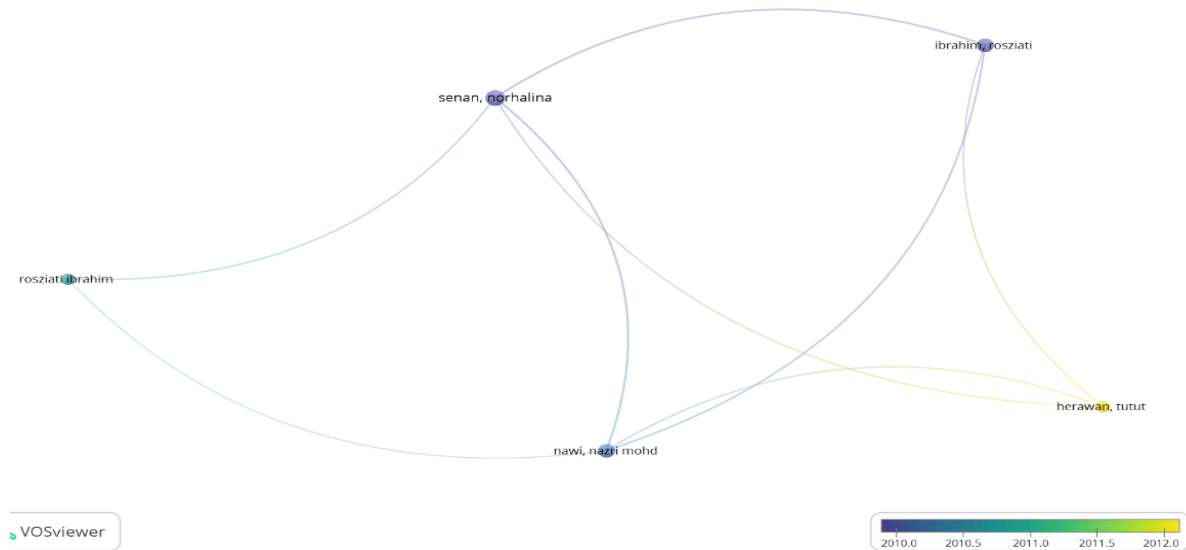 ibrahim, rosziati
senan, norhalina
rosziati ibrahim
herawan, tutut
nawi, nazri mohd
VOSviewer
2010.0 2010.5 2011.0 2011.5 2012.0